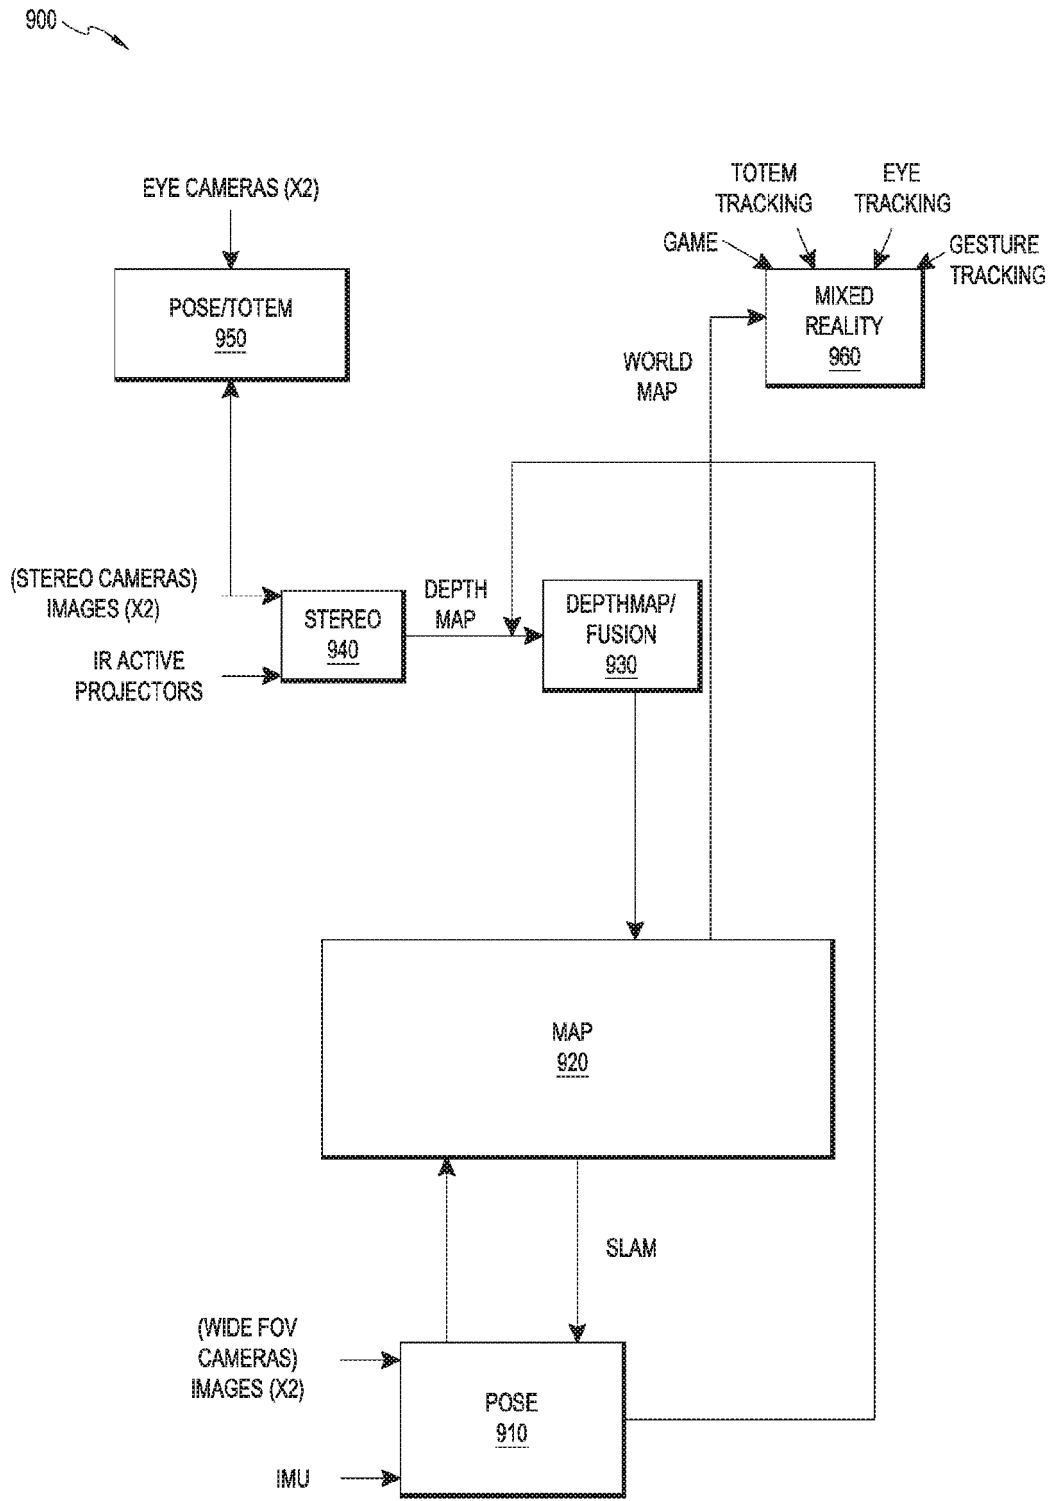 900
EYE CAMERAS (X2)
POSE/TOTEM
950
TOTEM
TRACKING
EYE
TRACKING
GAME
GESTURE
TRACKING
MIXED
REALITY
960
WORLD
MAP
(STEREO CAMERAS)
IMAGES (X2)
IR ACTIVE
PROJECTORS
STEREO
940
DEPTH
MAP
DEPTHMAP/
FUSION
930
MAP
920
SLAM
(WIDE FOV
CAMERAS)
IMAGES (X2)
IMU
POSE
910